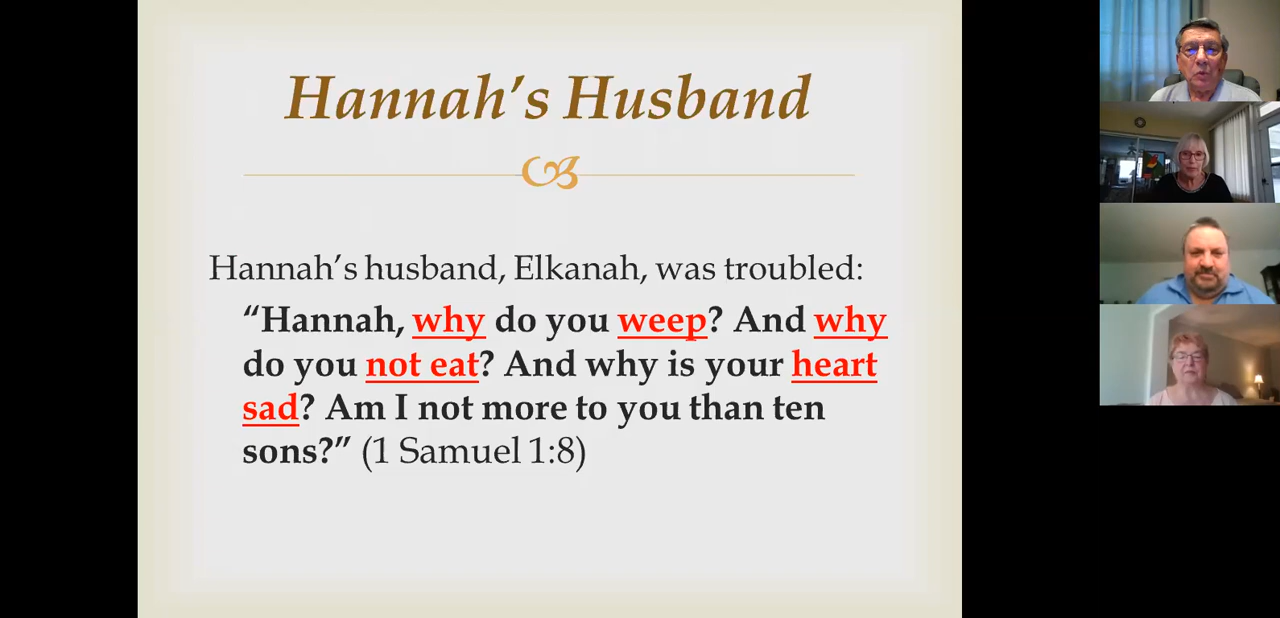 Hannah’s Husband
Hannah’s husband, Elkanah, was troubled:
“Hannah, why do you weep? And why
do you not eat? And why is your heart
sad? Am I not more to you than ten
sons?” (1 Samuel 1:8)